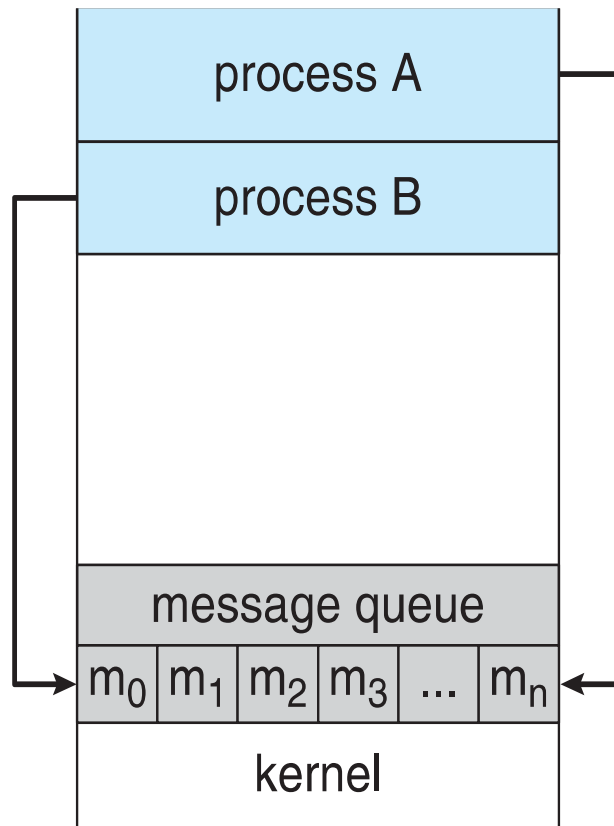 process A
process B
message queue
m₀ m₁ m₂ m₃ ... mₙ
kernel